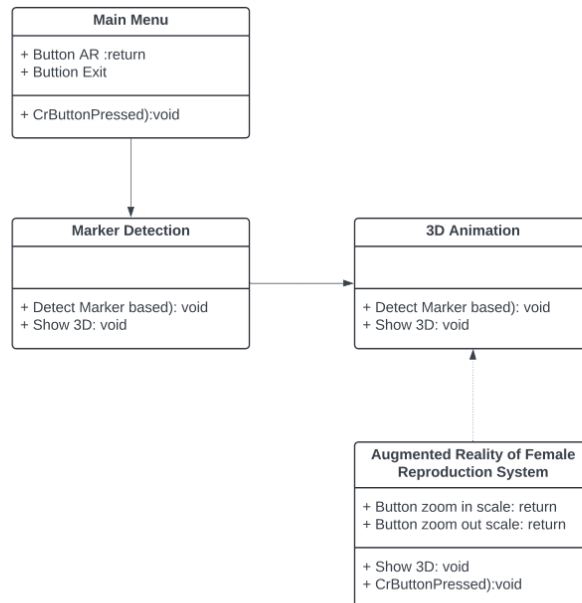 Main Menu
+ Button AR :return
+ Buttion Exit
+ CrButtonPressed):void
Marker Detection
+ Detect Marker based): void
+ Show 3D: void
3D Animation
+ Detect Marker based): void
+ Show 3D: void
Augmented Reality of Female
Reproduction System
+ Button zoom in scale: return
+ Button zoom out scale: return
+ Show 3D: void
+ CrButtonPressed):void